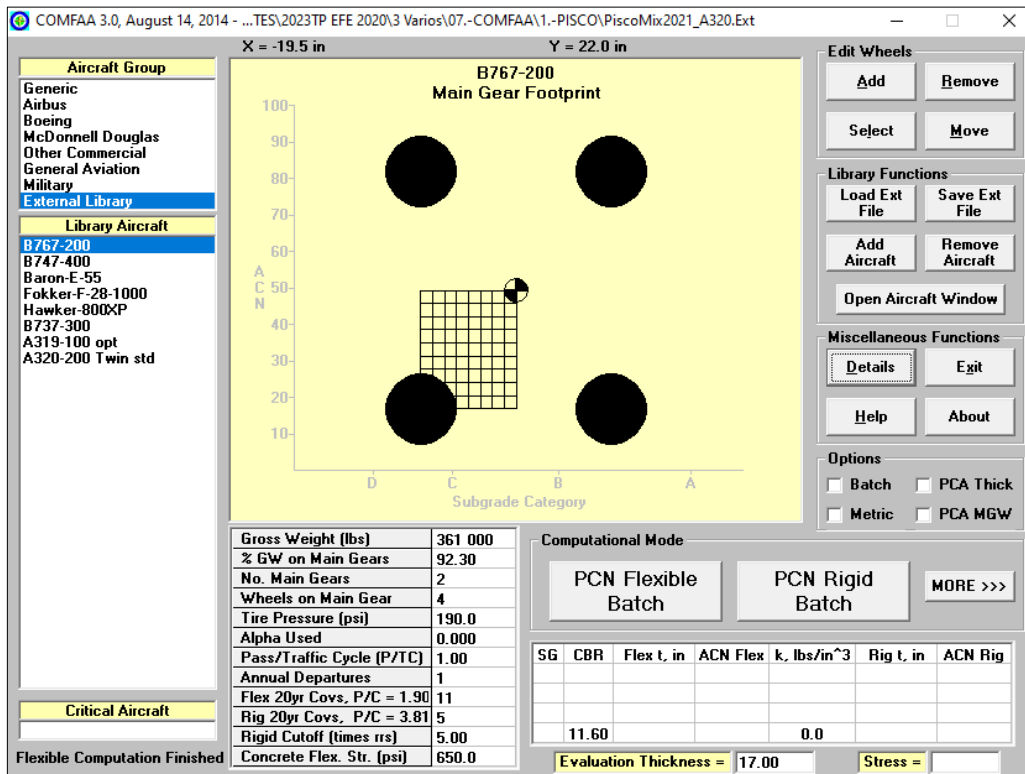 COMFAA 3.0, August 14, 2014 - ...TES\2023TP EFE 2020\3 Varios\07.-COMFAA\1.-PISCO\PiscoMix2021_A320.Ext
X = -19.5 in Y = 22.0 in
Aircraft Group
Generic
Airbus
Boeing
McDonnell Douglas
Other Commercial
General Aviation
Military
External Library
Library Aircraft
B767-200
B747-400
Baron-E-55
Fokker-F-28-1000
Hawker-800XP
B737-300
A319-100 opt
A320-200 Twin std
Critical Aircraft
Flexible Computation Finished
B767-200
Main Gear Footprint
100
90
80
70
60
50
40
30
20
10
A
C
N
D C B A
Subgrade Category
Gross Weight (lbs) 361 000
% GW on Main Gears 92.30
No. Main Gears 2
Wheels on Main Gear 4
Tire Pressure (psi) 190.0
Alpha Used 0.000
Pass/Traffic Cycle (P/TC) 1.00
Annual Departures 1
Flex 20yr Covs, P/C = 1.90 11
Rig 20yr Covs, P/C = 3.81 5
Rigid Cutoff (times rrs) 5.00
Concrete Flex. Str. (psi) 650.0
Edit Wheels
Add Remove
Select Move
Library Functions
Load Ext File Save Ext File
Add Aircraft Remove Aircraft
Open Aircraft Window
Miscellaneous Functions
Details Exit
Help About
Options
Batch PCA Thick
Metric PCA MGW
Computational Mode
PCN Flexible Batch PCN Rigid Batch MORE >>>
SG CBR Flex t, in ACN Flex k, lbs/in^3 Rig t, in ACN Rig
11.60 0.0
Evaluation Thickness = 17.00 Stress =